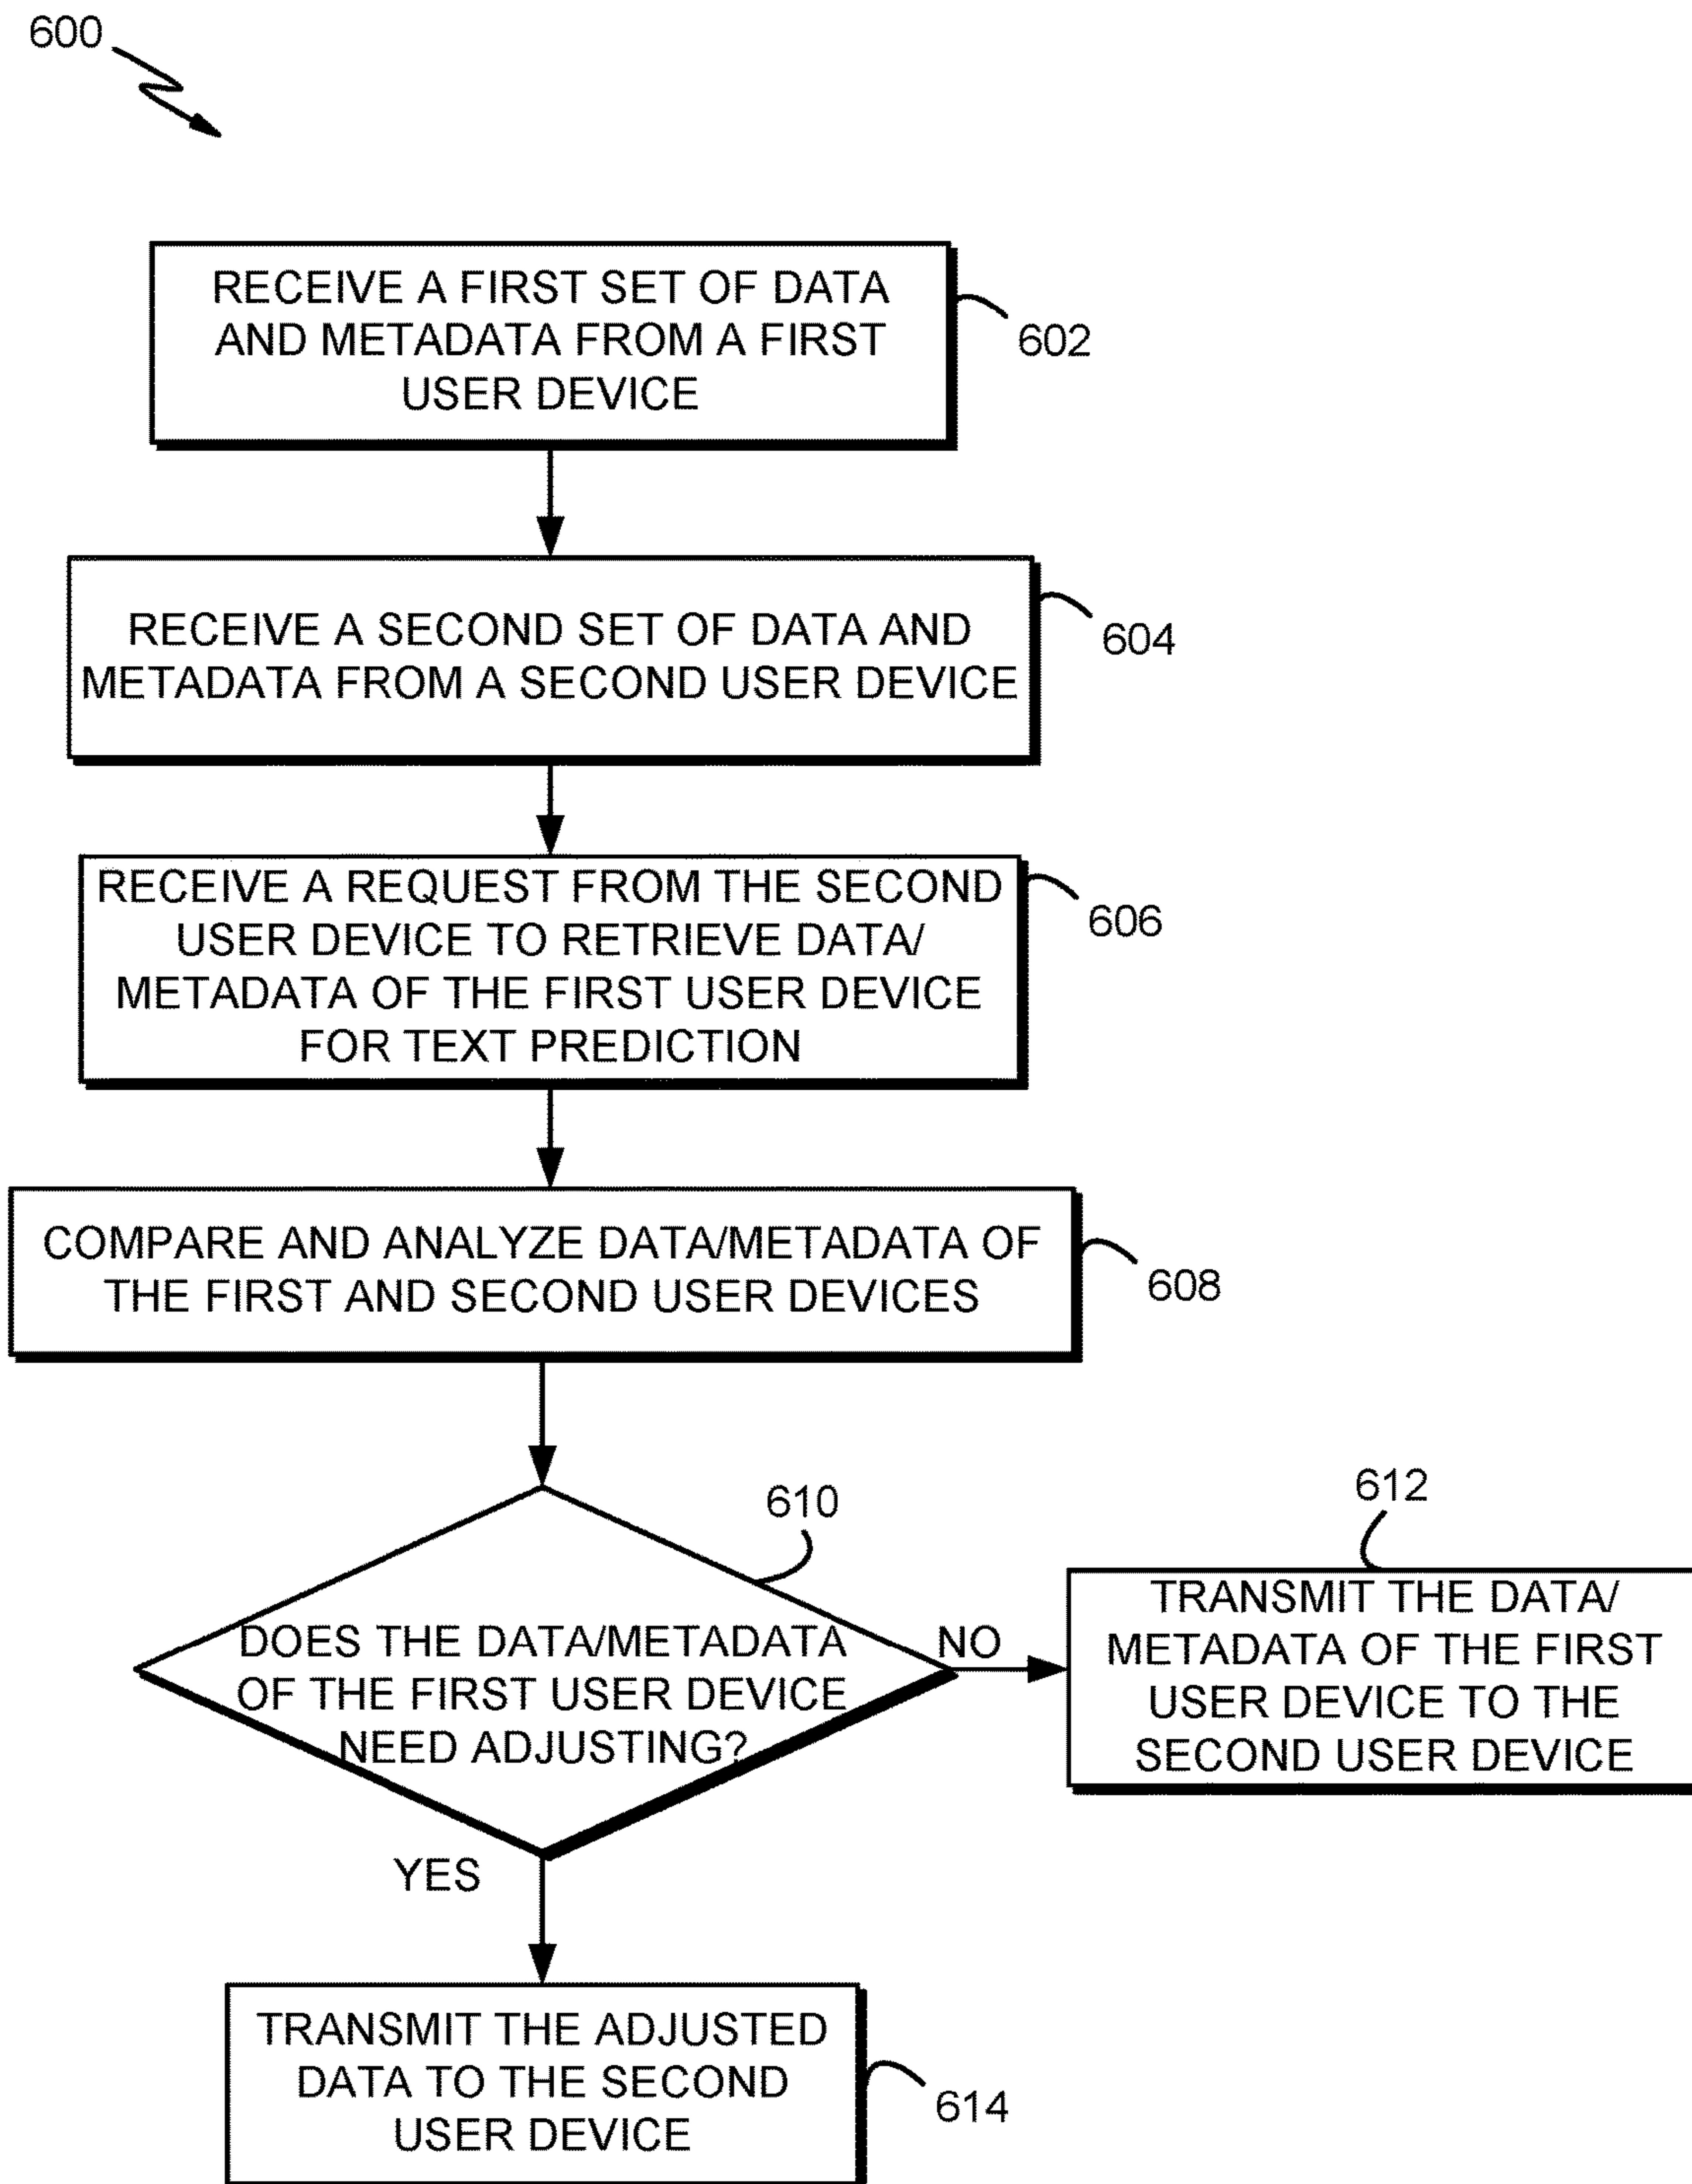 600
RECEIVE A FIRST SET OF DATA
AND METADATA FROM A FIRST
USER DEVICE
602
RECEIVE A SECOND SET OF DATA AND
METADATA FROM A SECOND USER DEVICE
604
RECEIVE A REQUEST FROM THE SECOND
USER DEVICE TO RETRIEVE DATA/
METADATA OF THE FIRST USER DEVICE
FOR TEXT PREDICTION
606
COMPARE AND ANALYZE DATA/METADATA OF
THE FIRST AND SECOND USER DEVICES
608
610
DOES THE DATA/METADATA
OF THE FIRST USER DEVICE
NEED ADJUSTING?
NO
612
TRANSMIT THE DATA/
METADATA OF THE FIRST
USER DEVICE TO THE
SECOND USER DEVICE
YES
TRANSMIT THE ADJUSTED
DATA TO THE SECOND
USER DEVICE
614